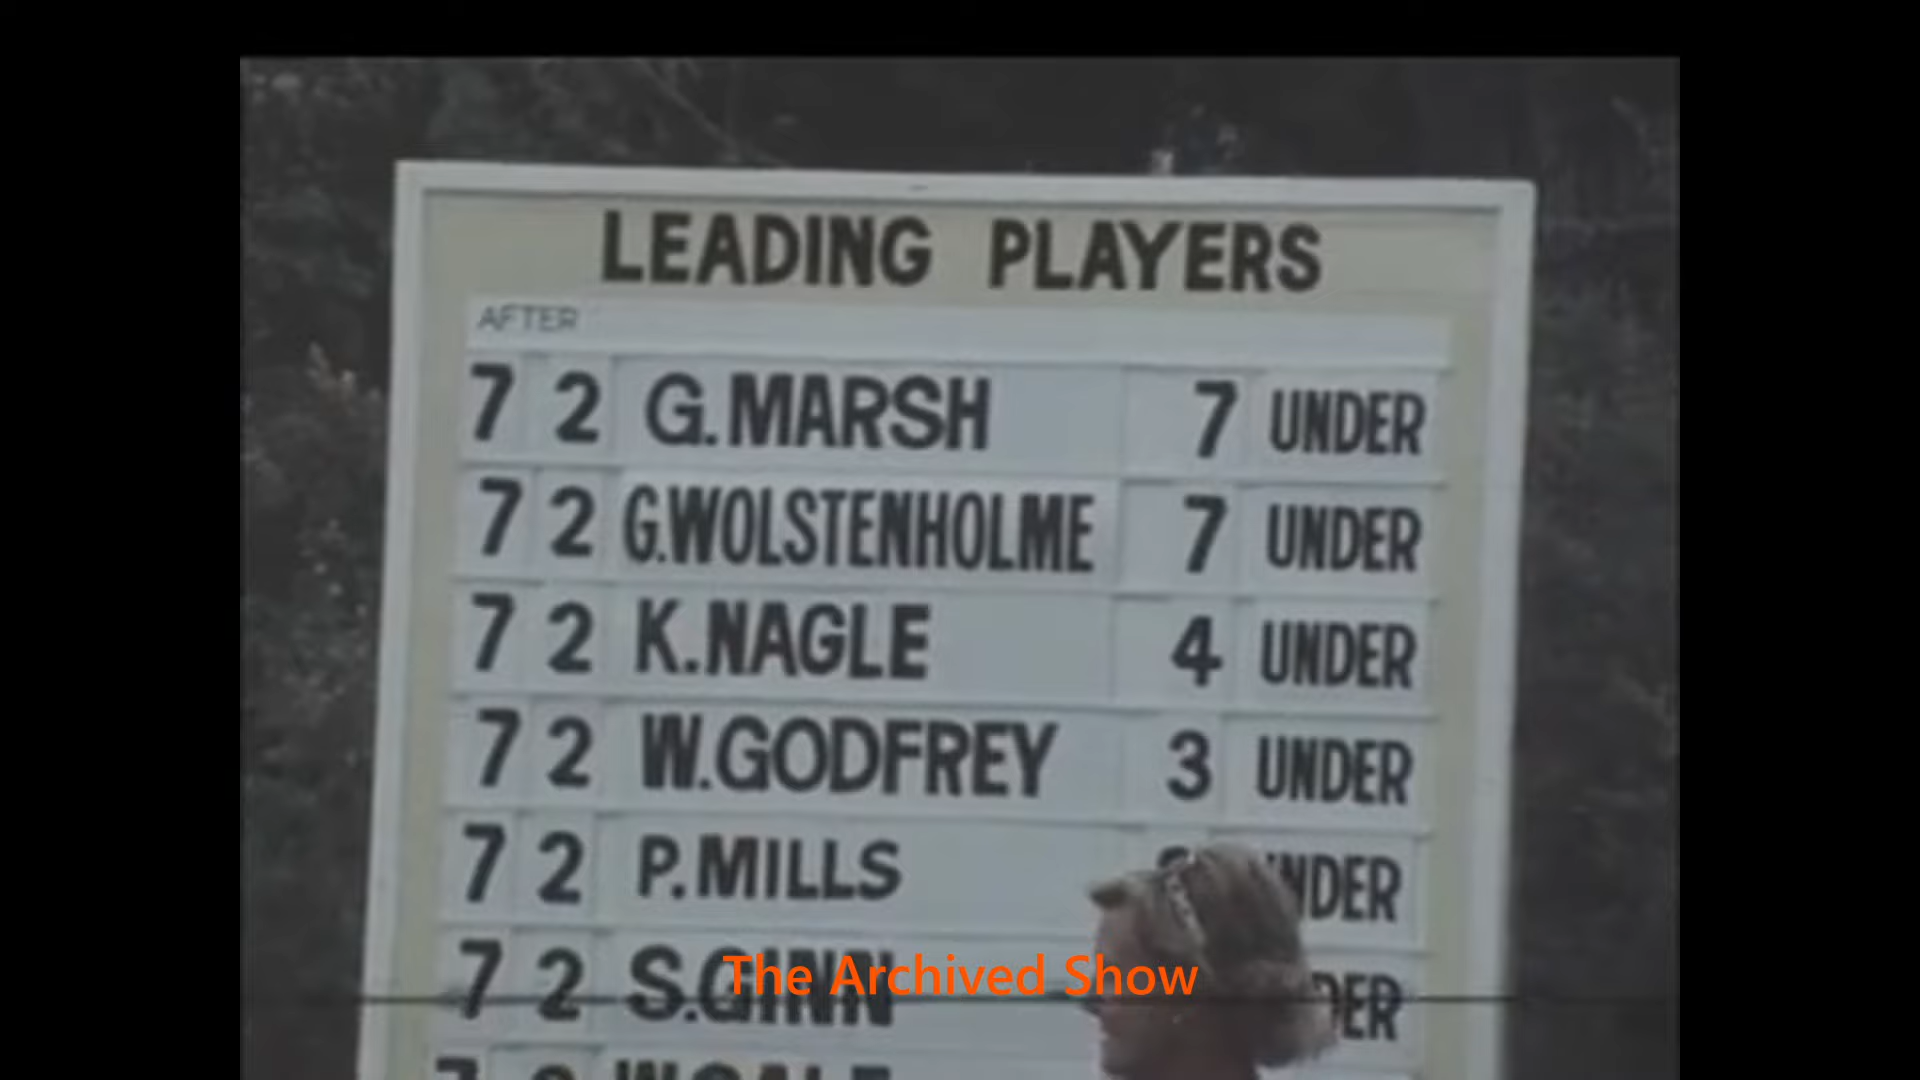 LEADING PLAYERS
AFTER
7 2 G.MARSH 7 UNDER
7 2 G.WOLSTENHOLME 7 UNDER
7 2 K.NAGLE 4 UNDER
7 2 W.GODFREY 3 UNDER
7 2 P.MILLS UNDER
7 2 S.GINN
The Archived Show